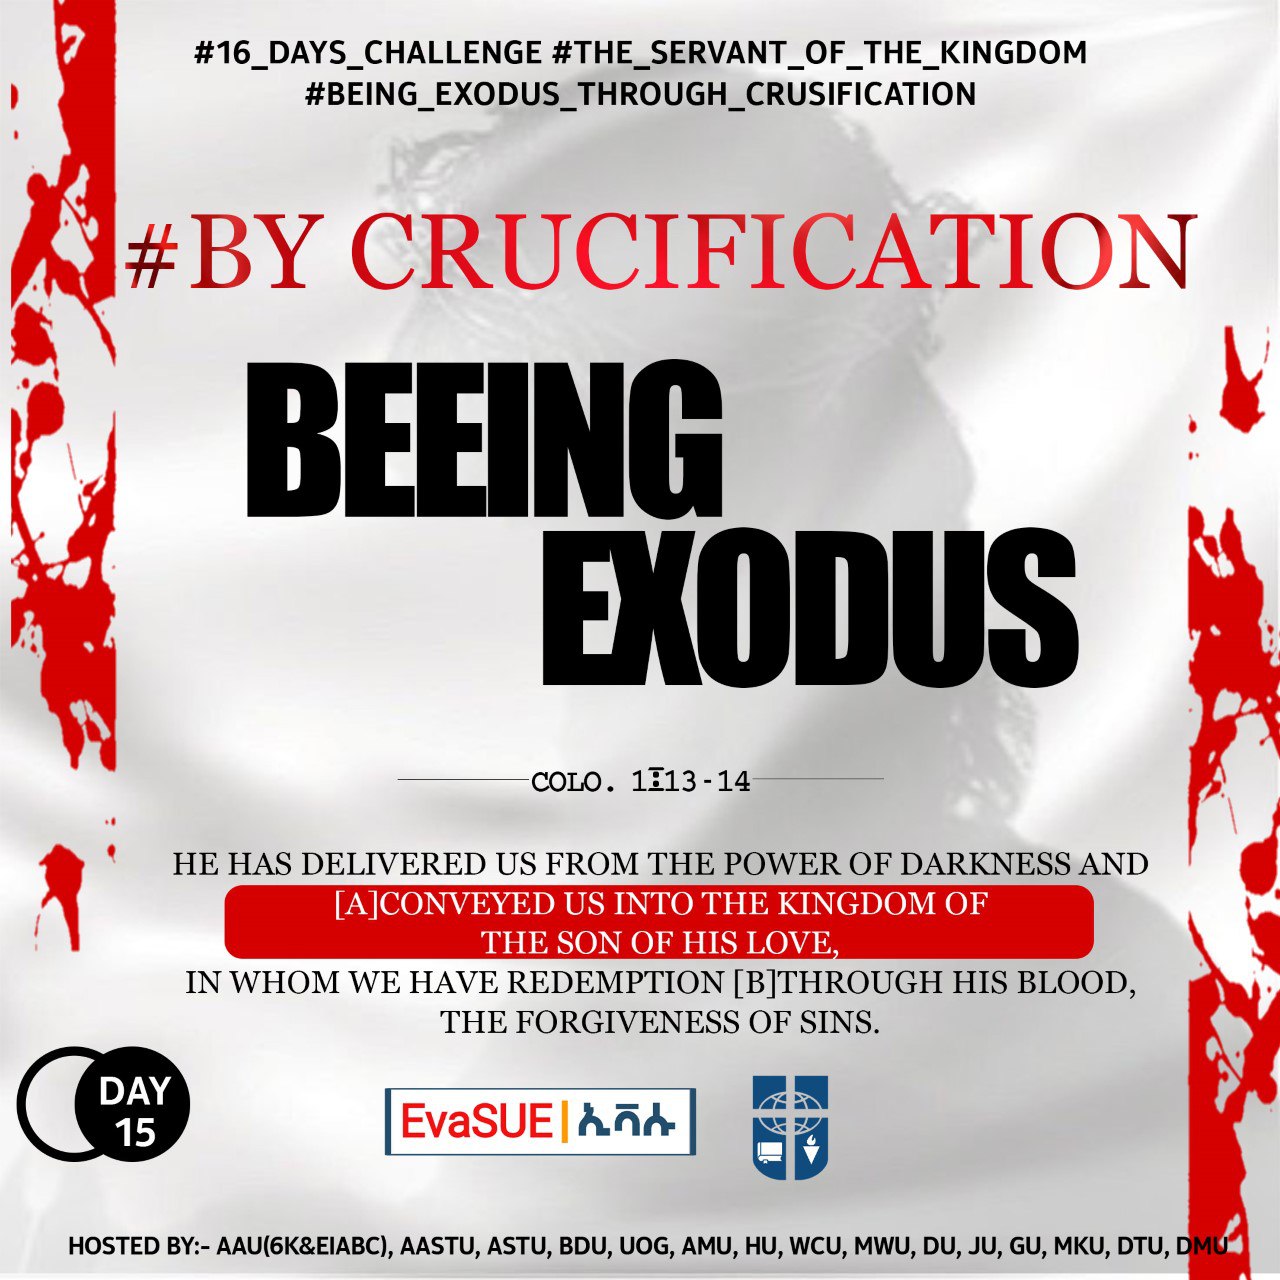 #16_DAYS_CHALLENGE #THE_SERVANT_OF_THE_KINGDOM
#BEING_EXODUS_THROUGH_CRUSIFICATION
#BY CRUCIFICATION
BEEING
EXODUS
COLO. 1፤13-14
HE HAS DELIVERED US FROM THE POWER OF DARKNESS AND
[A]CONVEYED US INTO THE KINGDOM OF
THE SON OF HIS LOVE,
IN WHOM WE HAVE REDEMPTION [B]THROUGH HIS BLOOD,
THE FORGIVENESS OF SINS.
DAY
15
EvaSUE | ኢቫሱ
HOSTED BY:- AAU(6K&EIABC), AASTU, ASTU, BDU, UOG, AMU, HU, WCU, MWU, DU, JU, GU, MKU, DTU, DMU